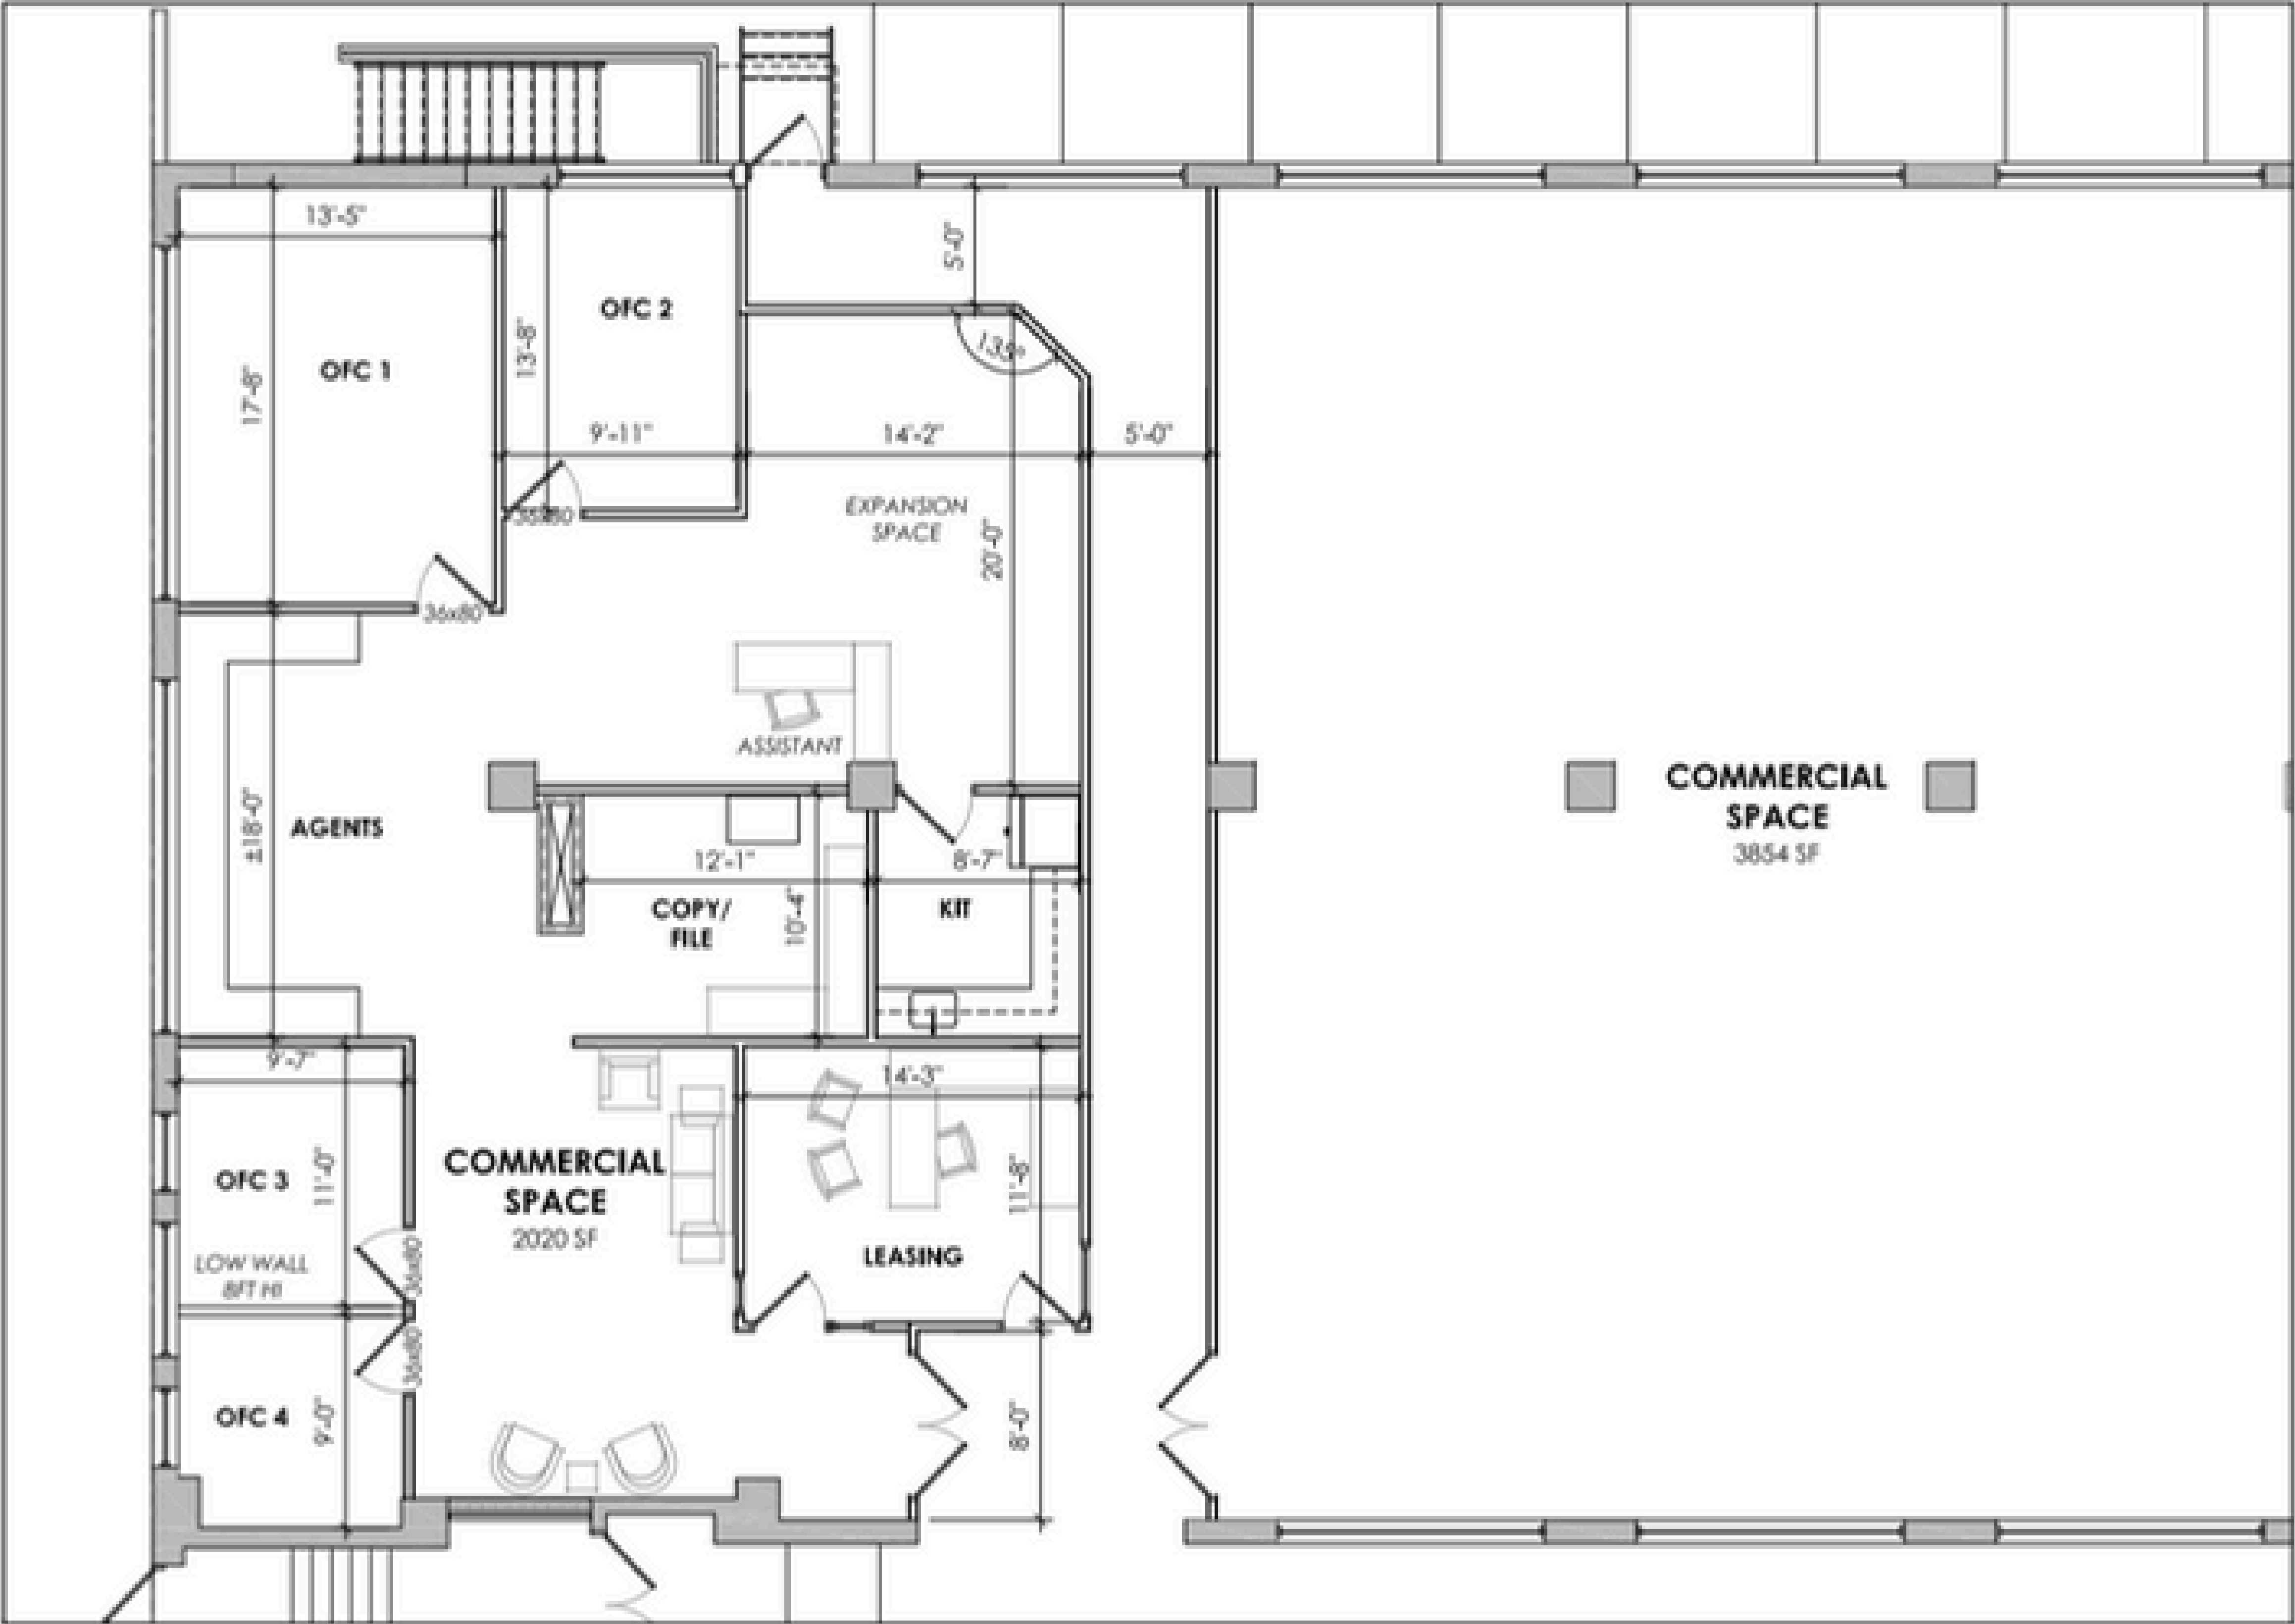 13'-5"
5'-0"
OFC 2
135°
13'-8"
OFC 1
17'-8"
9'-11"
14'-2"
5'-0"
EXPANSION
SPACE
36x80
20'-0"
36x80
ASSISTANT
COMMERCIAL
SPACE
3854 SF
AGENTS
±18'-0"
12'-1"
8'-7"
COPY/
FILE
10'-4"
KIT
9'-7"
14'-3"
COMMERCIAL
SPACE
2020 SF
OFC 3
11'-0"
11'-8"
LEASING
LOW WALL
8FT HI
36x80
36x80
OFC 4
9'-0"
8'-0"